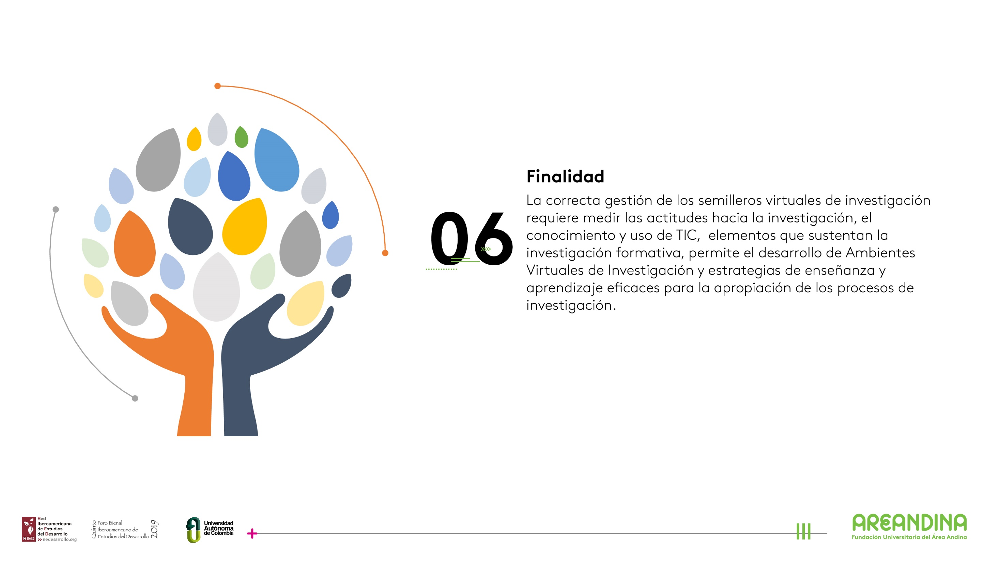 06
Finalidad
La correcta gestión de los semilleros virtuales de investigación
requiere medir las actitudes hacia la investigación, el
conocimiento y uso de TIC,  elementos que sustentan la
investigación formativa, permite el desarrollo de Ambientes
Virtuales de Investigación y estrategias de enseñanza y
aprendizaje eficaces para la apropiación de los procesos de
investigación.
RIED
Red
Iberoamericana
de Estudios
del Desarrollo
>> riedesarrollo.org
Quinto
Foro Bienal
Iberoamericano de
Estudios del Desarrollo
2019
Universidad
Autónoma
de Colombia
AREANDINA
Fundación Universitaria del Área Andina